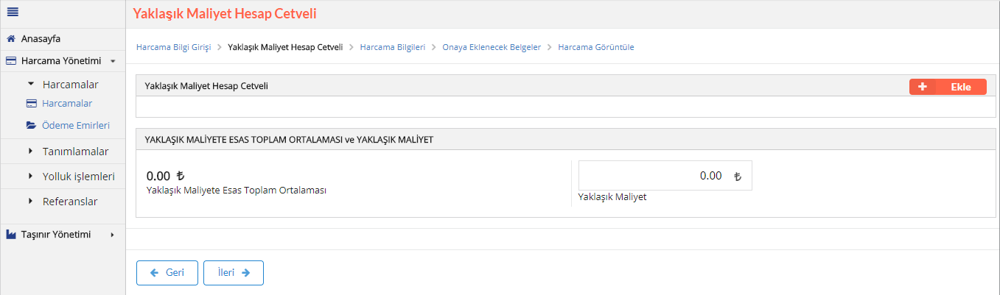 Yaklaşık Maliyet Hesap Cetveli
Anasayfa
Harcama Yönetimi
Harcamalar
Harcamalar
Ödeme Emirleri
Tanımlamalar
Yolluk işlemleri
Referanslar
Taşınır Yönetimi
Harcama Bilgi Girişi > Yaklaşık Maliyet Hesap Cetveli > Harcama Bilgileri > Onaya Eklenecek Belgeler > Harcama Görüntüle
Yaklaşık Maliyet Hesap Cetveli
+ Ekle
YAKLAŞIK MALİYETE ESAS TOPLAM ORTALAMASI ve YAKLAŞIK MALİYET
0.00 ₺
Yaklaşık Maliyete Esas Toplam Ortalaması
0.00 ₺
Yaklaşık Maliyet
Geri
İleri